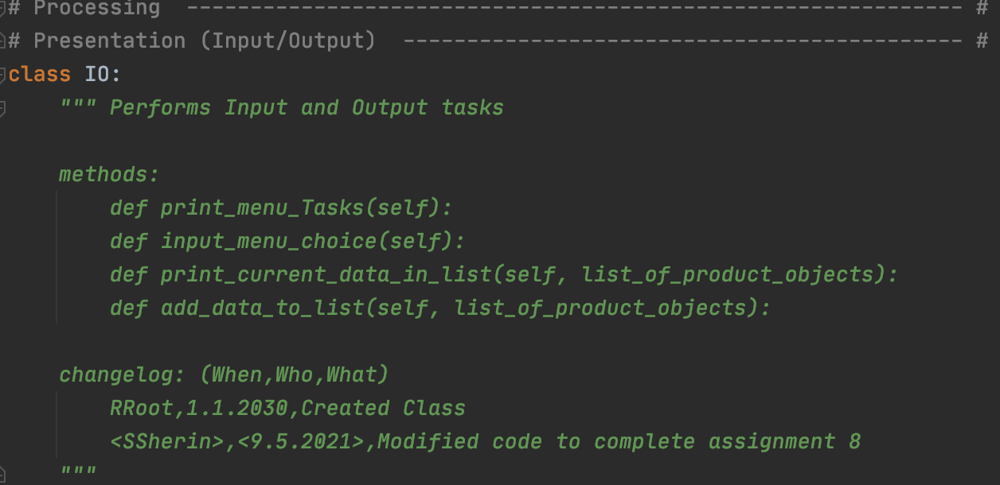 # Processing  ------------------------------------------------------------- #
# Presentation (Input/Output)  -------------------------------------------- #
class IO:
    """ Performs Input and Output tasks

    methods:
        def print_menu_Tasks(self):
        def input_menu_choice(self):
        def print_current_data_in_list(self, list_of_product_objects):
        def add_data_to_list(self, list_of_product_objects):

    changelog: (When,Who,What)
        RRoot,1.1.2030,Created Class
        <SSherin>,<9.5.2021>,Modified code to complete assignment 8
    """